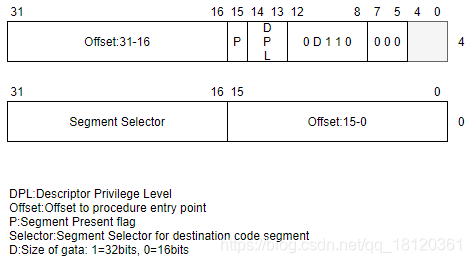 31 16 15 14 13 12 8 7 5 4 0
Offset:31-16 P D P L 0 D 1 1 0 0 0 0 4
31 16 15 0
Segment Selector Offset:15-0 0
DPL:Descriptor Privilege Level
Offset:Offset to procedure entry point
P:Segment Present flag
Selector:Segment Selector for destination code segment
D:Size of gata: 1=32bits, 0=16bits
https://blog.csdn.net/qq_18120361